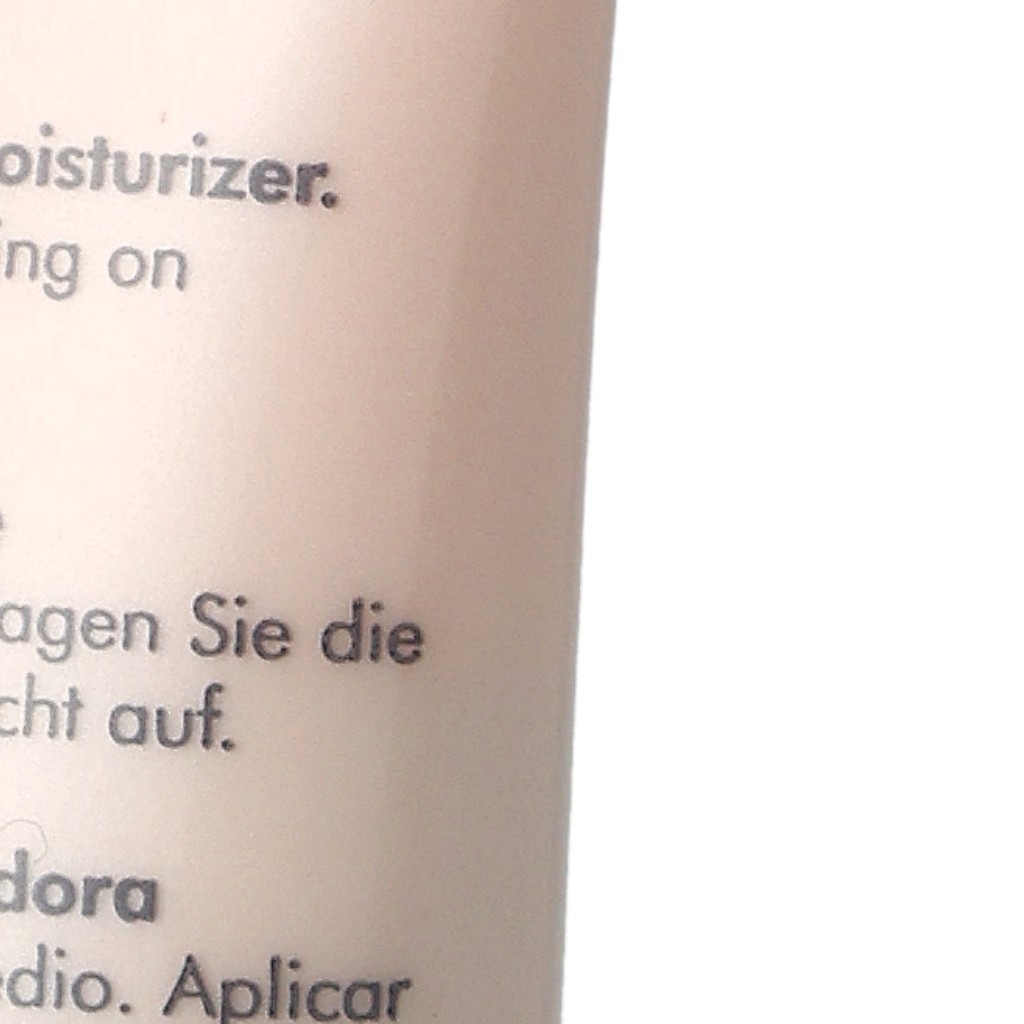 oisturizer.
ing on
agen Sie die
cht auf.
dora
edio. Aplicar